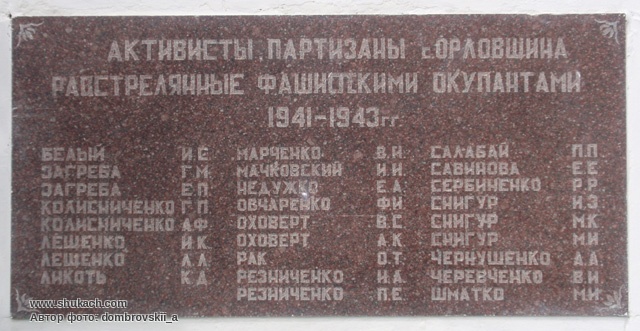 АКТИВИСТЫ, ПАРТИЗАНЫ с.ОРЛОВЩИНА
РАССТРЕЛЯННЫЕ ФАШИСТСКИМИ ОКУПАНТАМИ
1941-1943гг.
БЕЛЫЙ И.Е
ЗАГРЕБА Г.М.
ЗАГРЕБА Е.П.
КОЛИСНИЧЕНКО Г.П
КОЛИСНИЧЕНКО А.Ф
ЛЕЩЕНКО И.К.
ЛЕЩЕНКО Л.Л.
ЛИКОТЬ К.Д.
МАРЧЕНКО В.И.
МАЧКОВСКИЙ И.И.
НЕДУЖКО Е.А.
ОВЧАРЕНКО Ф.И
ОХОВЕРТ В.С.
ОХОВЕРТ А.К.
РАК О.Т.
РЕЗНИЧЕНКО Н.А.
РЕЗНИЧЕНКО П.Е.
САЛАБАЙ П.П
САВИНОВА Е.Е
СЕРБИНЕНКО Р.Р.
СНИГУР И.З
СНИГУР М.К
СНИГУР М.И
ЧЕРНУШЕНКО А.А.
ЧЕРЕВЧЕНКО В.И
ШМАТКО М.И
www.shukach.com
Автор фото: dombrovskii_a